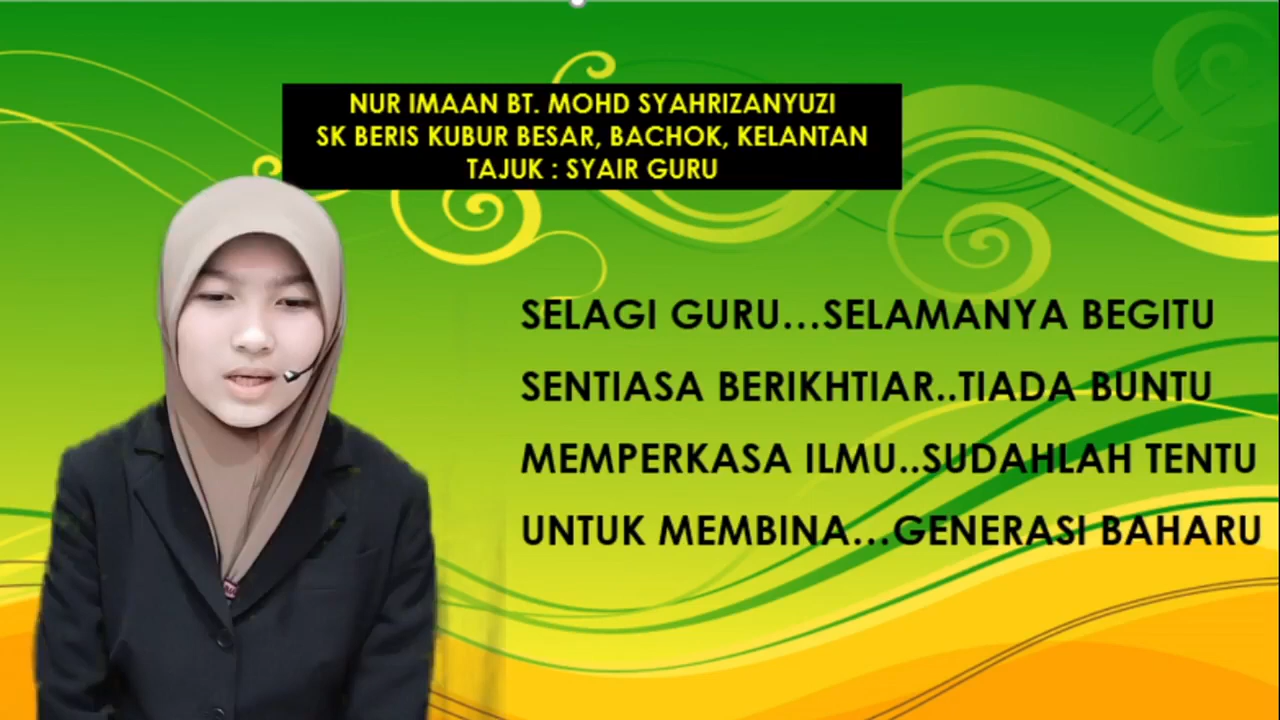 NUR IMAAN BT. MOHD SYAHRIZANYUZI
SK BERIS KUBUR BESAR, BACHOK, KELANTAN
TAJUK : SYAIR GURU
SELAGI GURU...SELAMANYA BEGITU
SENTIASA BERIKHTIAR..TIADA BUNTU
MEMPERKASA ILMU..SUDAHLAH TENTU
UNTUK MEMBINA...GENERASI BAHARU